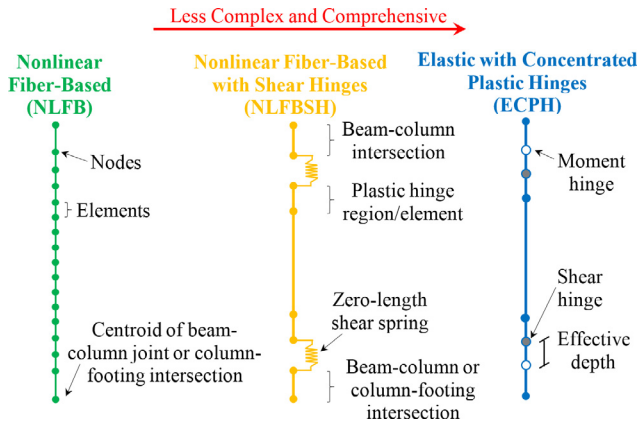 Less Complex and Comprehensive
Nonlinear
Fiber-Based
(NLFB)
Nodes
Elements
Centroid of beam-
column joint or column-
footing intersection
Nonlinear Fiber-Based
with Shear Hinges
(NLFBSH)
Beam-column
intersection
Plastic hinge
region/element
Zero-length
shear spring
Beam-column or
column-footing
intersection
Elastic with Concentrated
Plastic Hinges
(ECPH)
Moment
hinge
Shear
hinge
Effective
depth